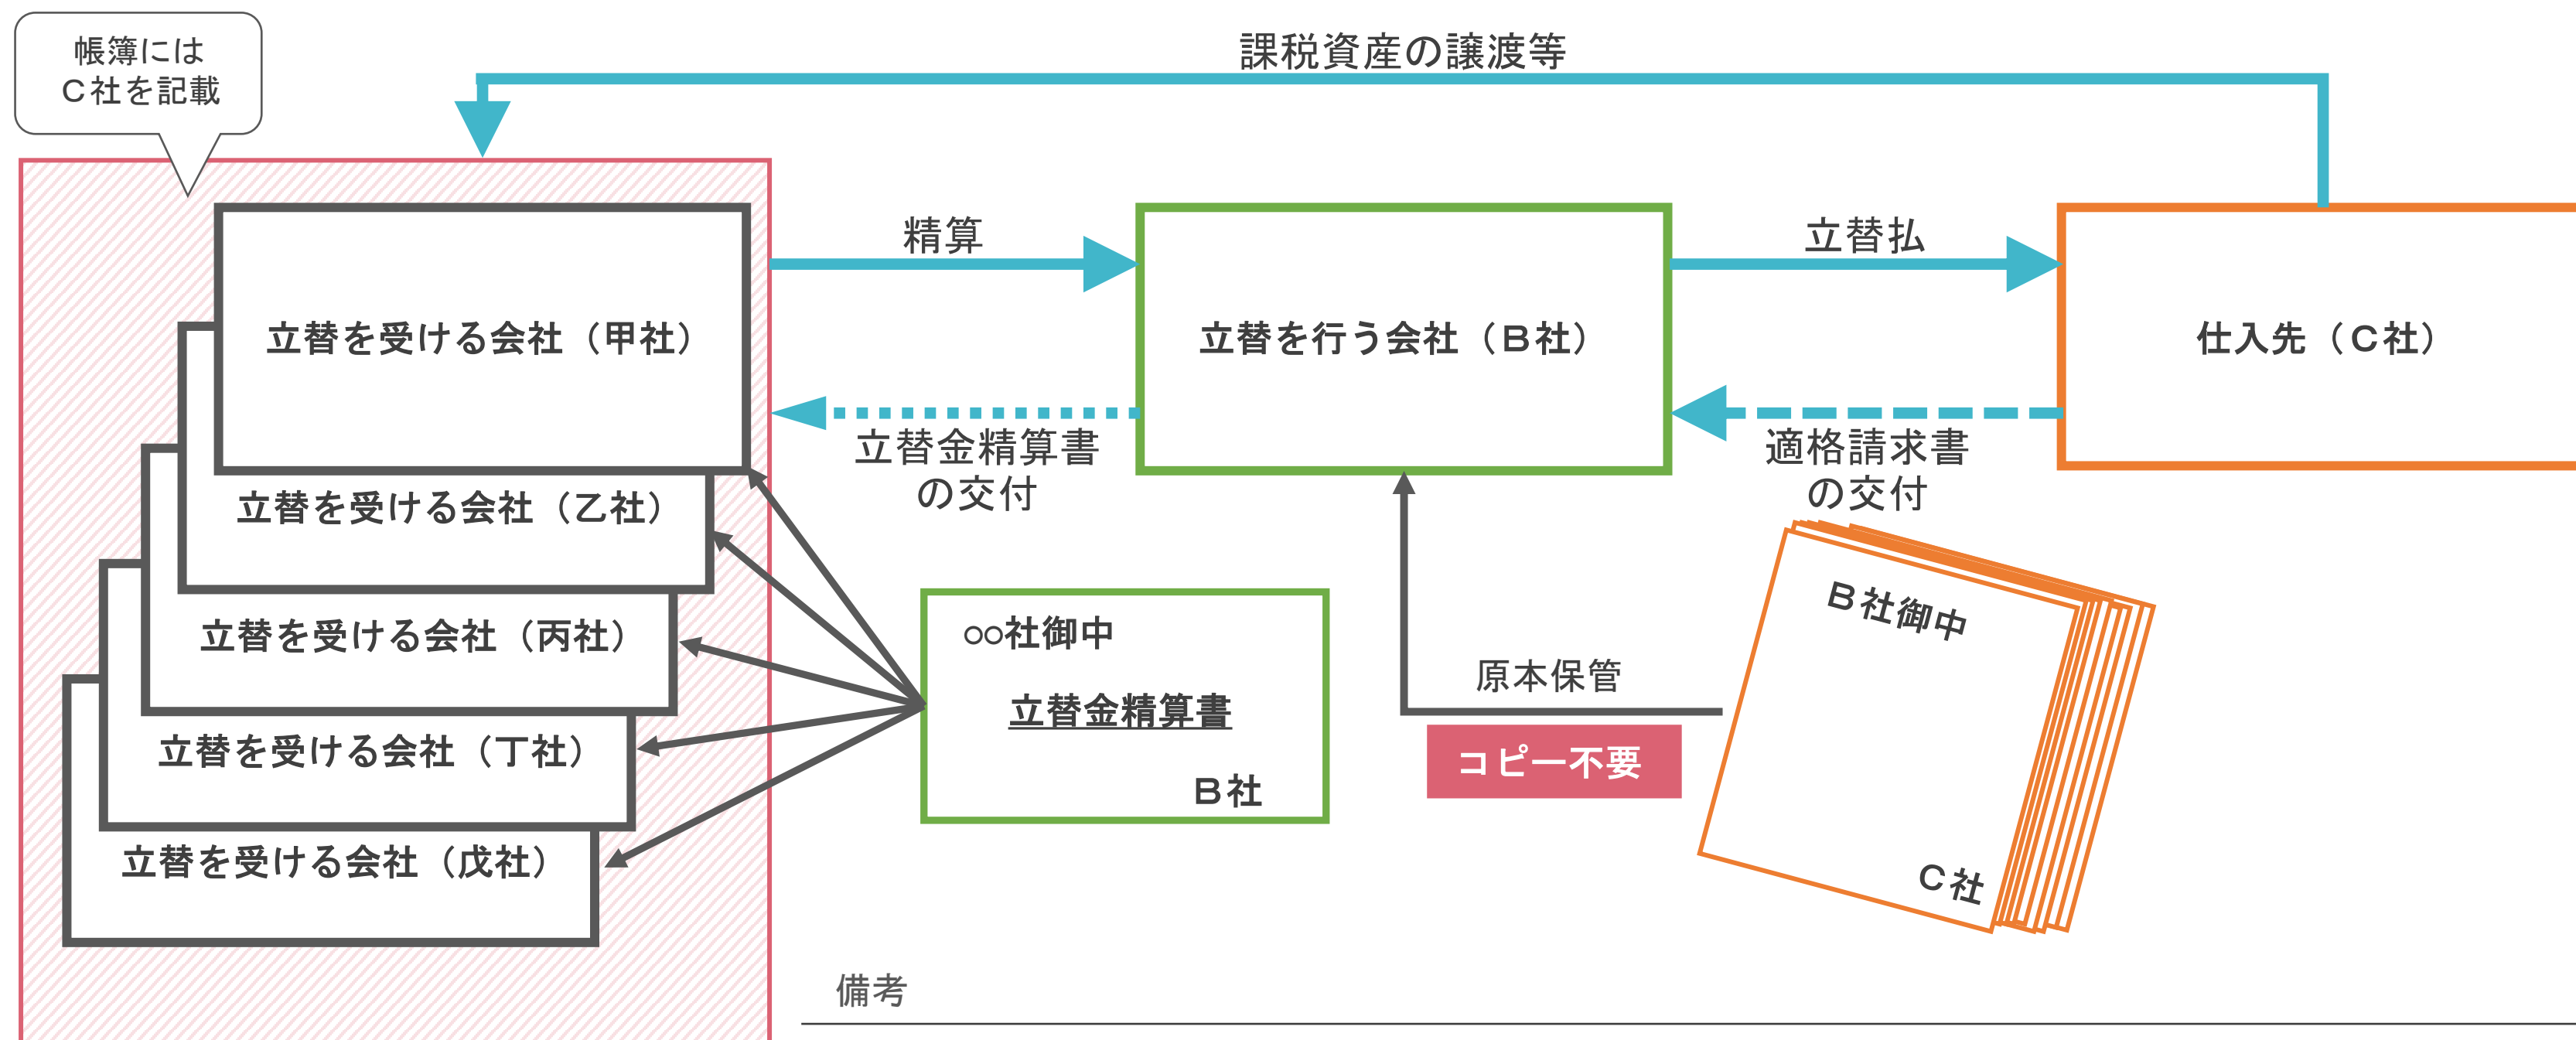 帳簿には
C社を記載
課税資産の譲渡等
精算
立替払
立替を受ける会社（甲社）
立替を行う会社（B社）
仕入先（C社）
立替金精算書
の交付
適格請求書
の交付
立替を受ける会社（乙社）
立替を受ける会社（丙社）
立替を受ける会社（丁社）
立替を受ける会社（戊社）
○○社御中
立替金精算書
B社
原本保管
コピー不要
B社御中
C社
備考